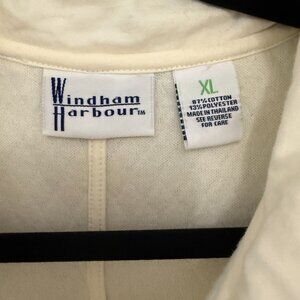 Windham
Harbour™
XL
87% COTTON
13% POLYESTER
MADE IN THAILAND
SEE REVERSE
FOR CARE